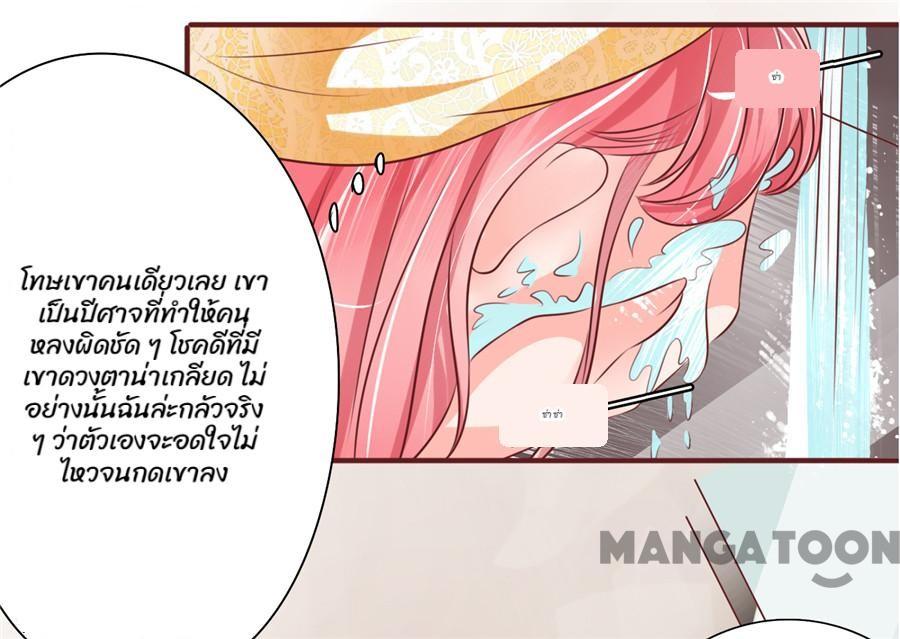 ซ่า
โทษเขาคนเดียวเลย เขา
เป็นปีศาจที่ทำให้คน
หลงผิดชัด ๆ โชคดีที่มี
เขาดวงตาน่าเกลียด ไม่
อย่างนั้นฉันล่ะกลัวจริง
ๆ ว่าตัวเองจะอดใจไม่
ไหวจนกดเขาลง
ซ่า ซ่า
MANGATOON